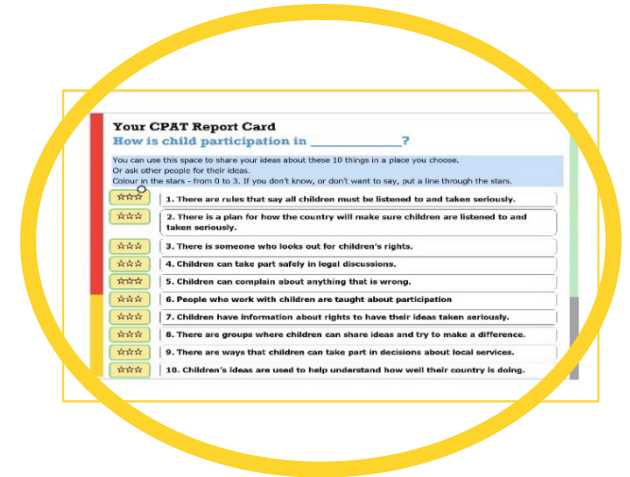 Your CPAT Report Card
How is child participation in ____________?
You can use this space to share your ideas about these 10 things in a place you choose.
Or ask other people for their ideas.
Colour in the stars - from 0 to 3. If you don't know, or don't want to say, put a line through the stars.
1. There are rules that say all children must be listened to and taken seriously.
2. There is a plan for how the country will make sure children are listened to and
taken seriously.
3. There is someone who looks out for children's rights.
4. Children can take part safely in legal discussions.
5. Children can complain about anything that is wrong.
6. People who work with children are taught about participation
7. Children have information about rights to have their ideas taken seriously.
8. There are groups where children can share ideas and try to make a difference.
9. There are ways that children can take part in decisions about local services.
10. Children's ideas are used to help understand how well their country is doing.